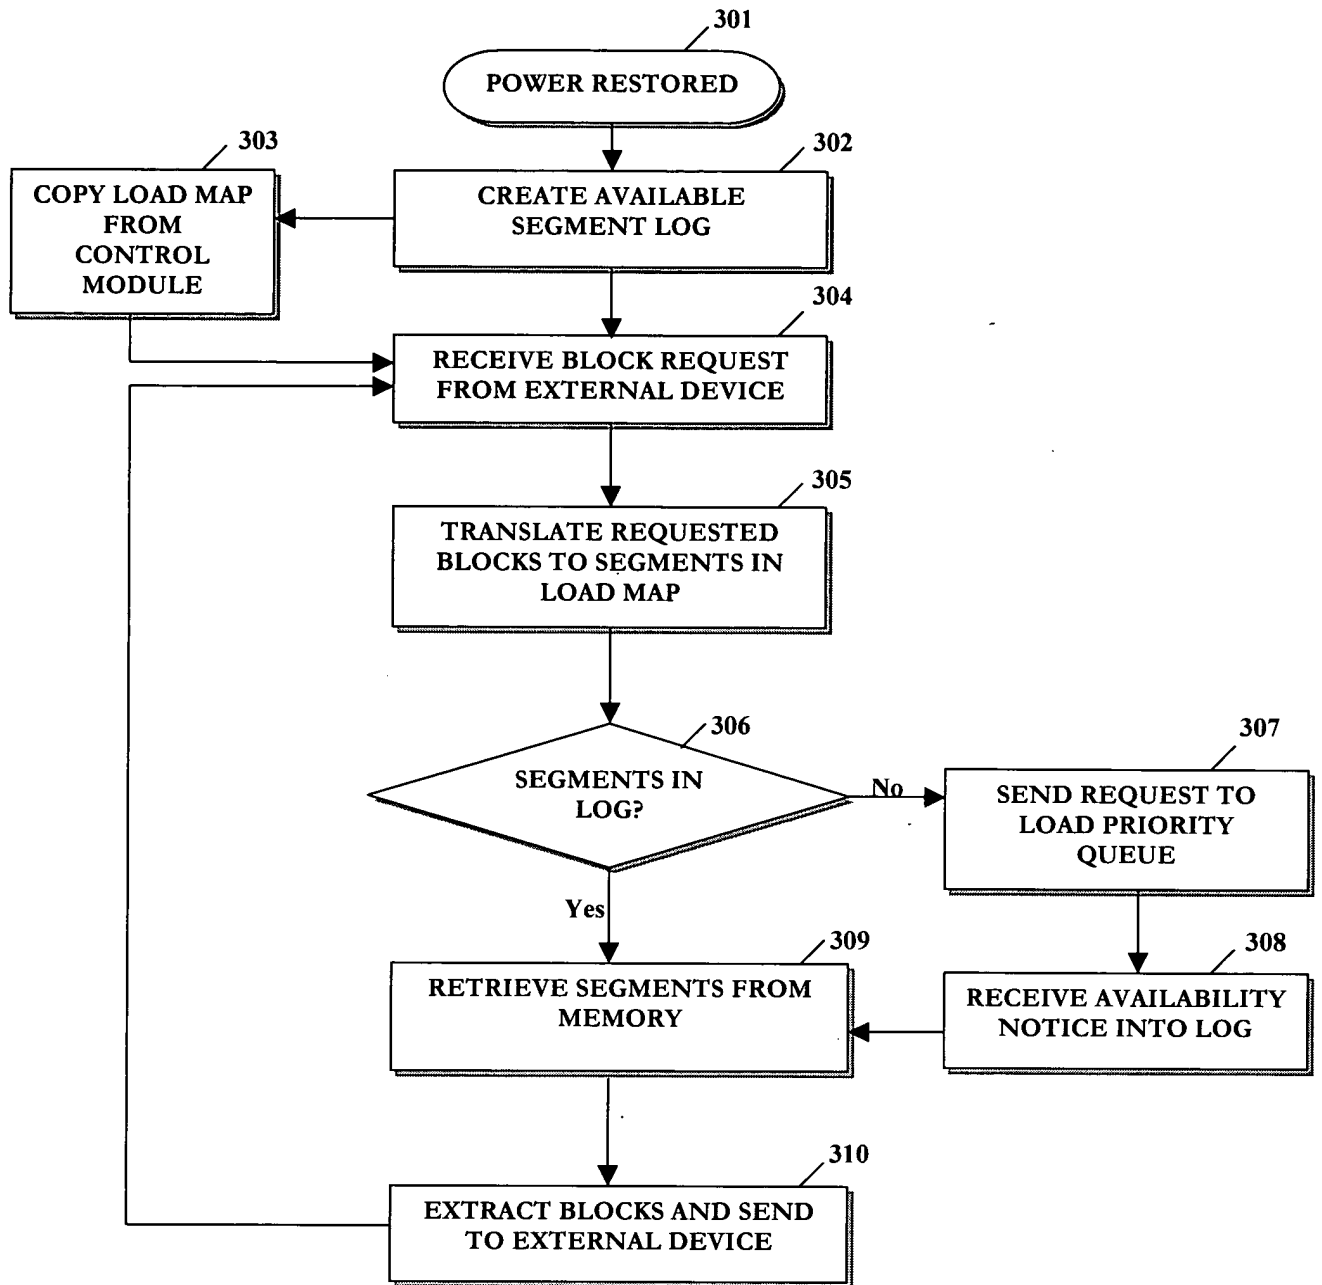 301
POWER RESTORED
303
302
COPY LOAD MAP
FROM
CONTROL
MODULE
CREATE AVAILABLE
SEGMENT LOG
304
RECEIVE BLOCK REQUEST
FROM EXTERNAL DEVICE
305
TRANSLATE REQUESTED
BLOCKS TO SEGMENTS IN
LOAD MAP
306
SEGMENTS IN
LOG?
No
307
SEND REQUEST TO
LOAD PRIORITY
QUEUE
Yes
309
RETRIEVE SEGMENTS FROM
MEMORY
308
RECEIVE AVAILABILITY
NOTICE INTO LOG
310
EXTRACT BLOCKS AND SEND
TO EXTERNAL DEVICE